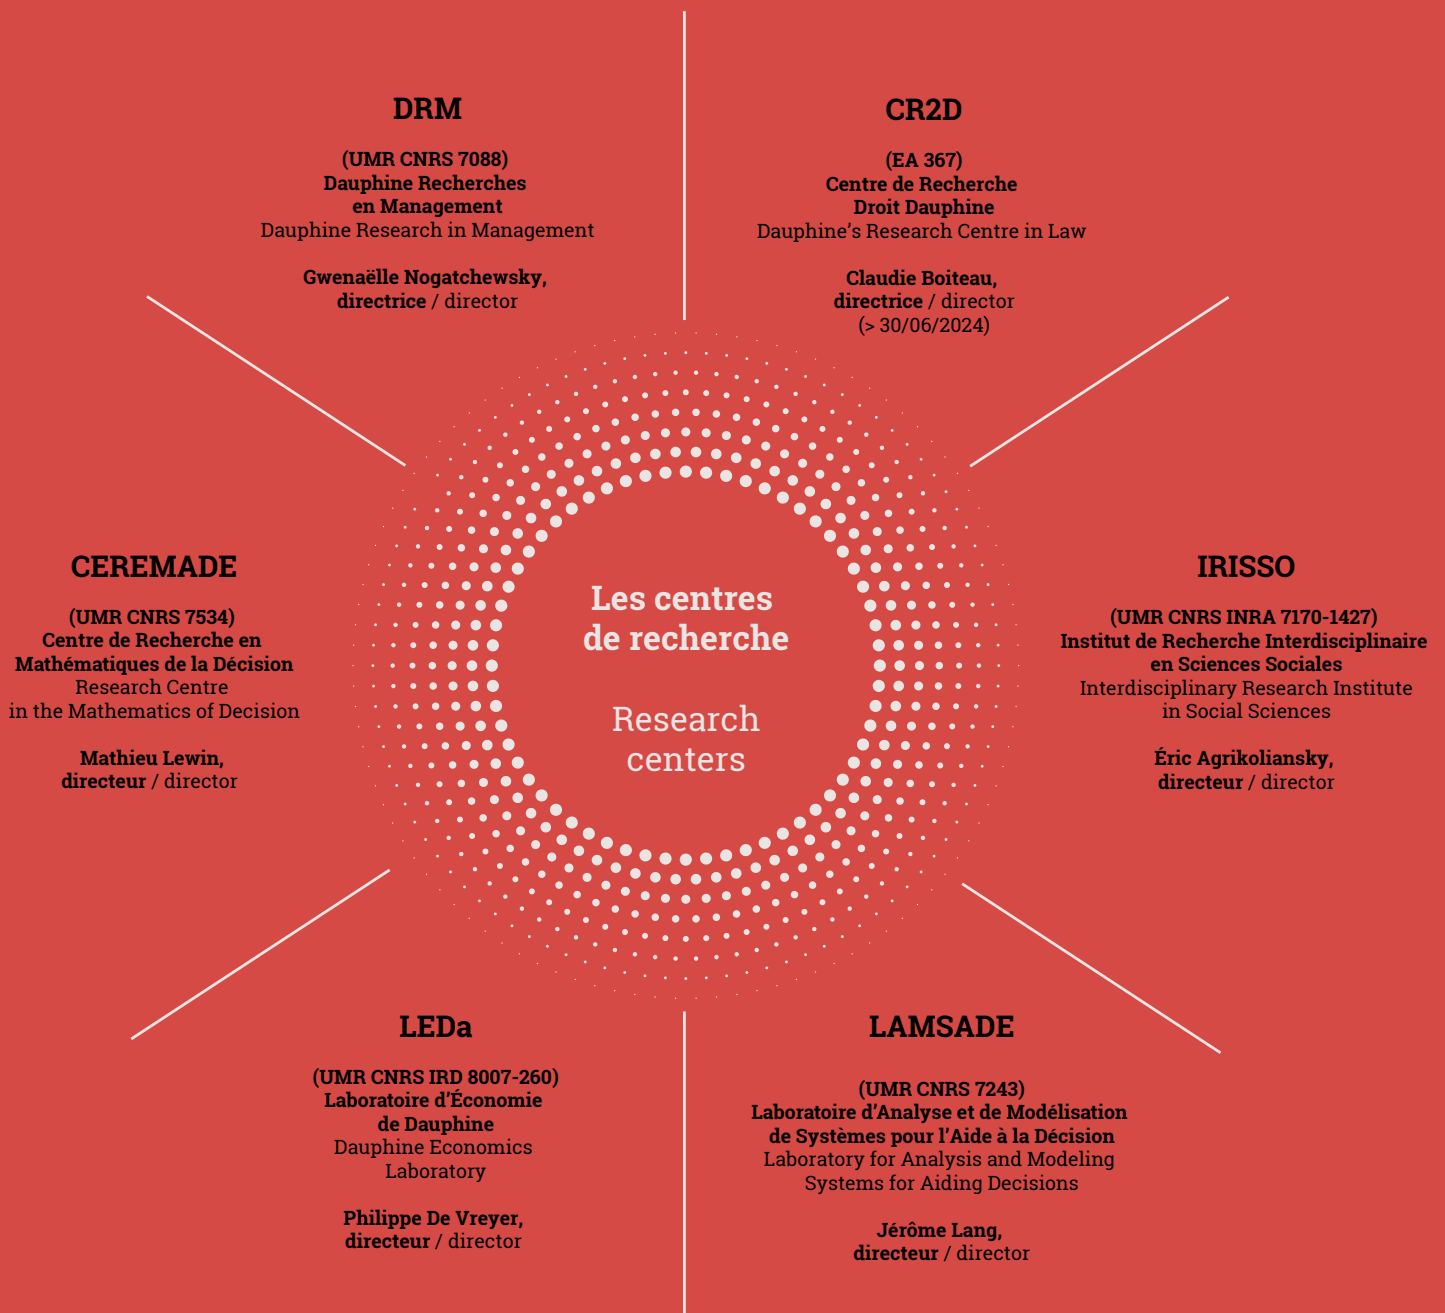 DRM
(UMR CNRS 7088)
Dauphine Recherches
en Management
Dauphine Research in Management
Gwenaëlle Nogatchewsky,
directrice / director
CR2D
(EA 367)
Centre de Recherche
Droit Dauphine
Dauphine’s Research Centre in Law
Claudie Boiteau,
directrice / director
(> 30/06/2024)
CEREMADE
(UMR CNRS 7534)
Centre de Recherche en
Mathématiques de la Décision
Research Centre
in the Mathematics of Decision
Mathieu Lewin,
directeur / director
Les centres
de recherche
Research
centers
IRISSO
(UMR CNRS INRA 7170-1427)
Institut de Recherche Interdisciplinaire
en Sciences Sociales
Interdisciplinary Research Institute
in Social Sciences
Éric Agrikoliansky,
directeur / director
LEDa
(UMR CNRS IRD 8007-260)
Laboratoire d’Économie
de Dauphine
Dauphine Economics
Laboratory
Philippe De Vreyer,
directeur / director
LAMSADE
(UMR CNRS 7243)
Laboratoire d’Analyse et de Modélisation
de Systèmes pour l’Aide à la Décision
Laboratory for Analysis and Modeling
Systems for Aiding Decisions
Jérôme Lang,
directeur / director